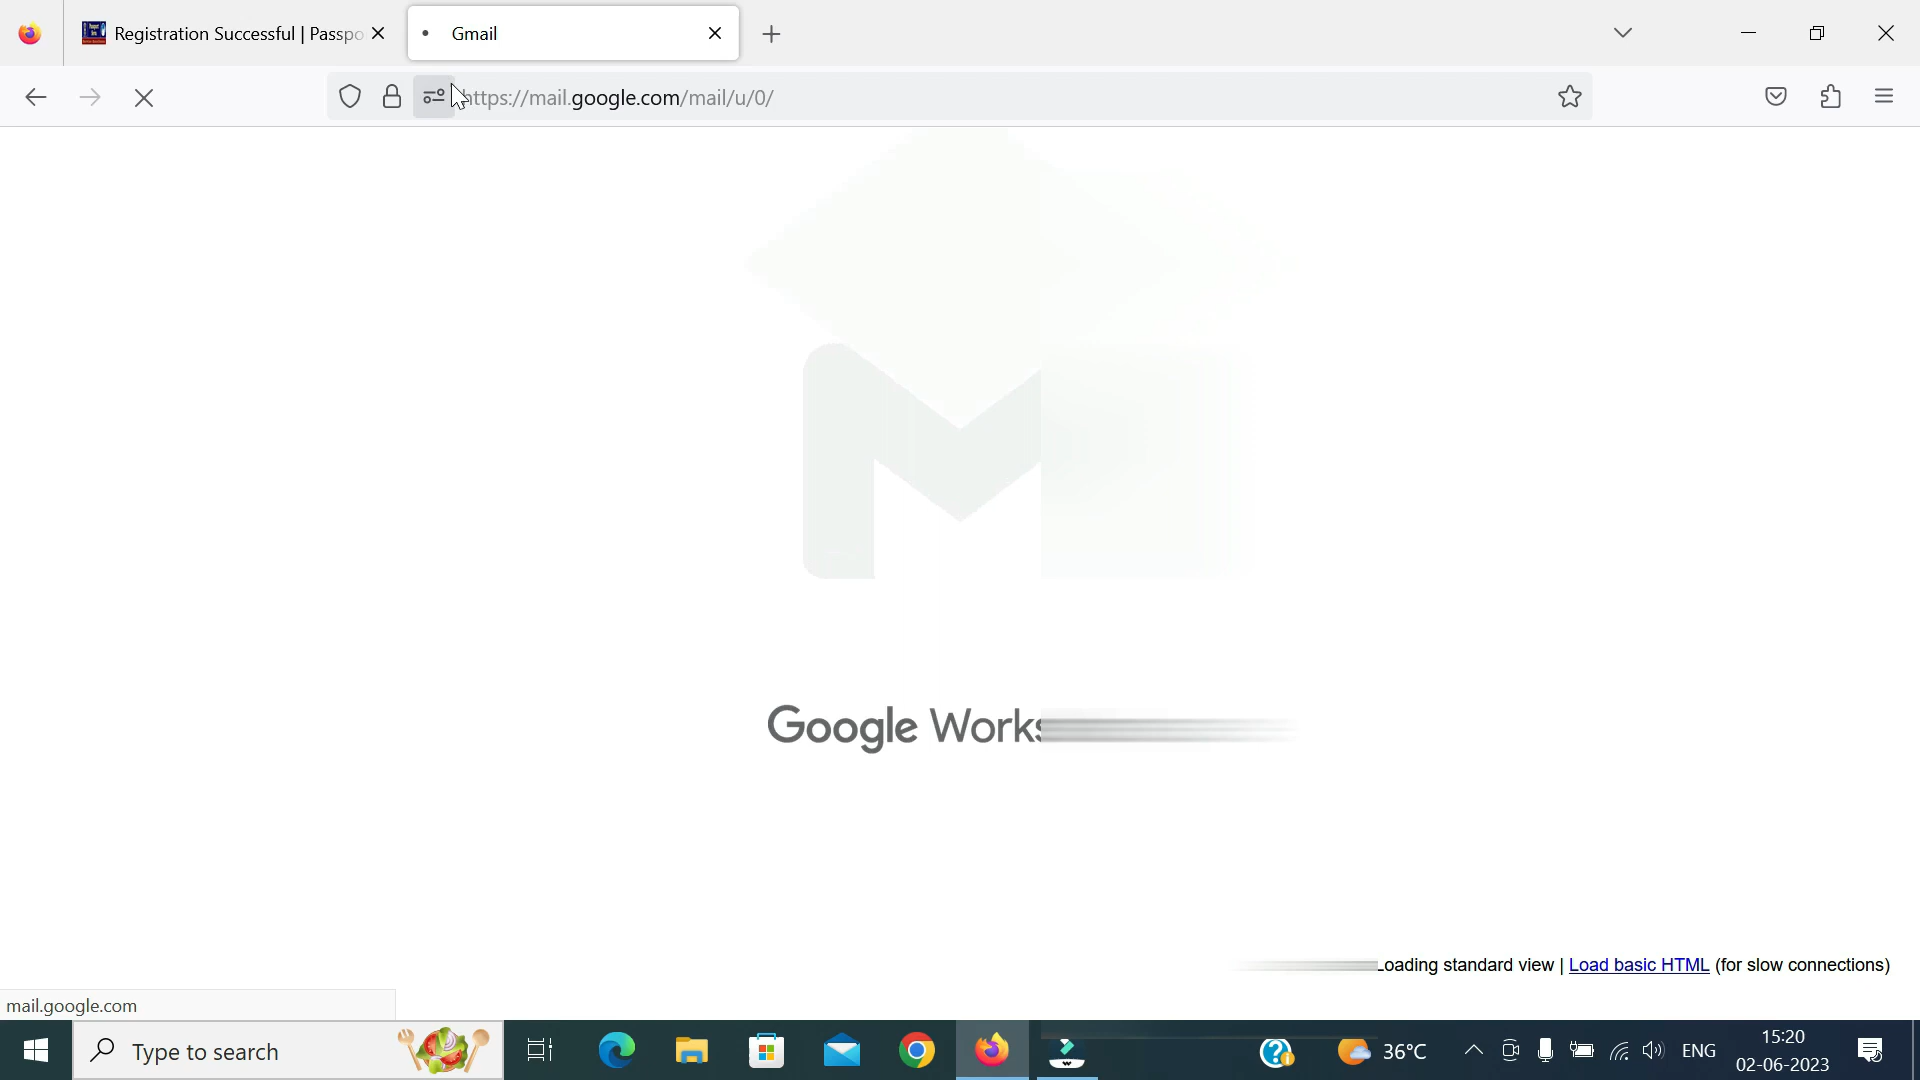 Registration Successful | Passpo
Gmail
https://mail.google.com/mail/u/0/
Google Works
Loading standard view | Load basic HTML (for slow connections)
mail.google.com
Type to search
36°C
ENG
15:20
02-06-2023